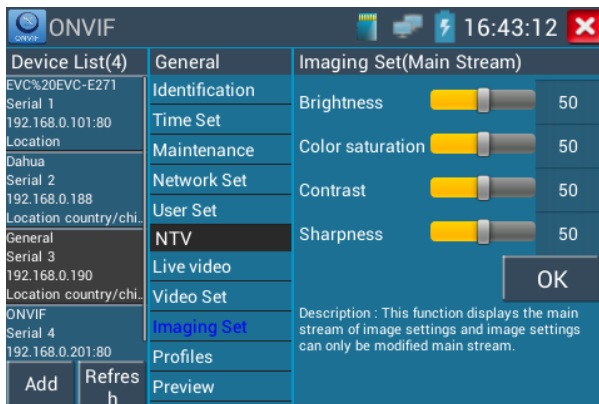 ONVIF
ONVIF
16:43:12
Device List(4)
EVC%20EVC-E271
Serial 1
192.168.0.101:80
Location
Dahua
Serial 2
192.168.0.188
Location country/chi..
General
Serial 3
192.168.0.190
Location country/chi..
ONVIF
Serial 4
192.168.0.201:80
Add
Refres
h
General
Identification
Time Set
Maintenance
Network Set
User Set
NTV
Live video
Video Set
Imaging Set
Profiles
Preview
Imaging Set(Main Stream)
Brightness 50
Color saturation 50
Contrast 50
Sharpness 50
OK
Description : This function displays the main
stream of image settings and image settings
can only be modified main stream.